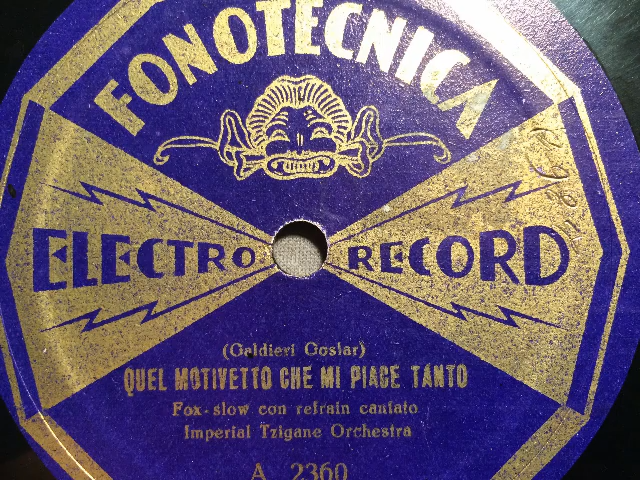 FONOTECNICA
ELECTRO RECORD
(Galdieri Goslar)
QUEL MOTIVETTO CHE MI PIACE TANTO
Fox-slow con refrain cantato
Imperial Tzigane Orchestra
A 2360